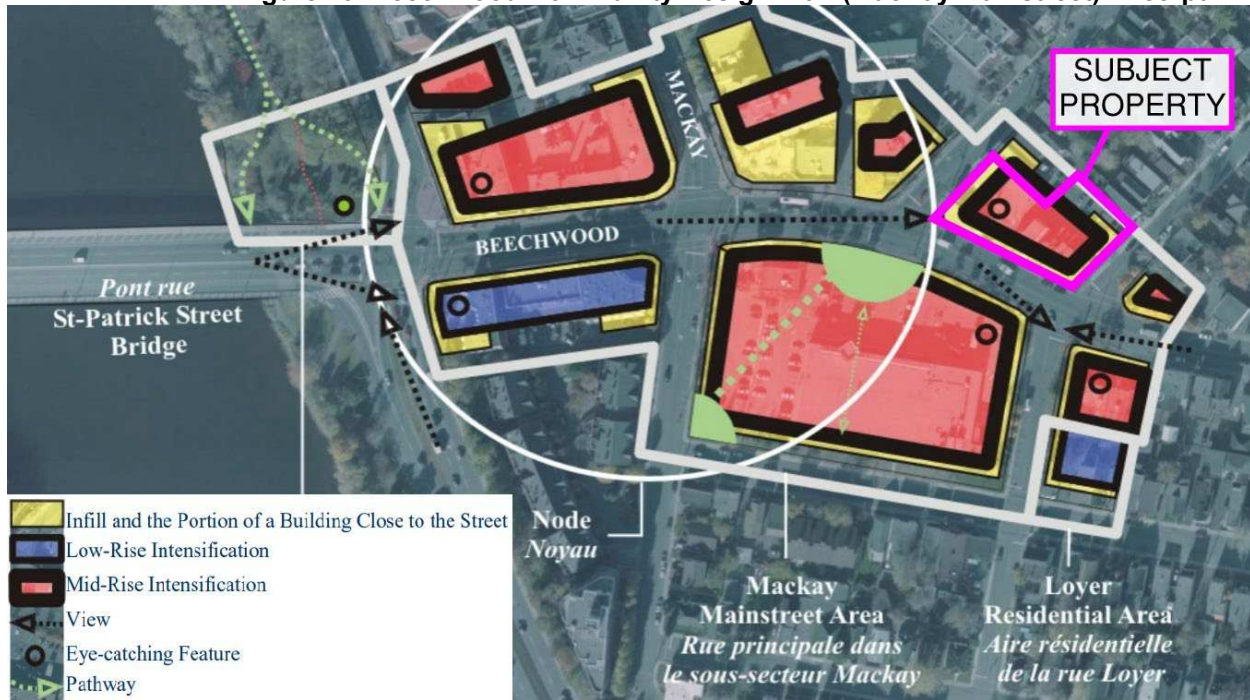 SUBJECT
PROPERTY
MACKAY
BEECHWOOD
Pont rue
St-Patrick Street
Bridge
Infill and the Portion of a Building Close to the Street
Low-Rise Intensification
Mid-Rise Intensification
View
Eye-catching Feature
Pathway
Node
Noyau
Mackay
Mainstreet Area
Rue principale dans
le sous-secteur Mackay
Loyer
Residential Area
Aire résidentielle
de la rue Loyer